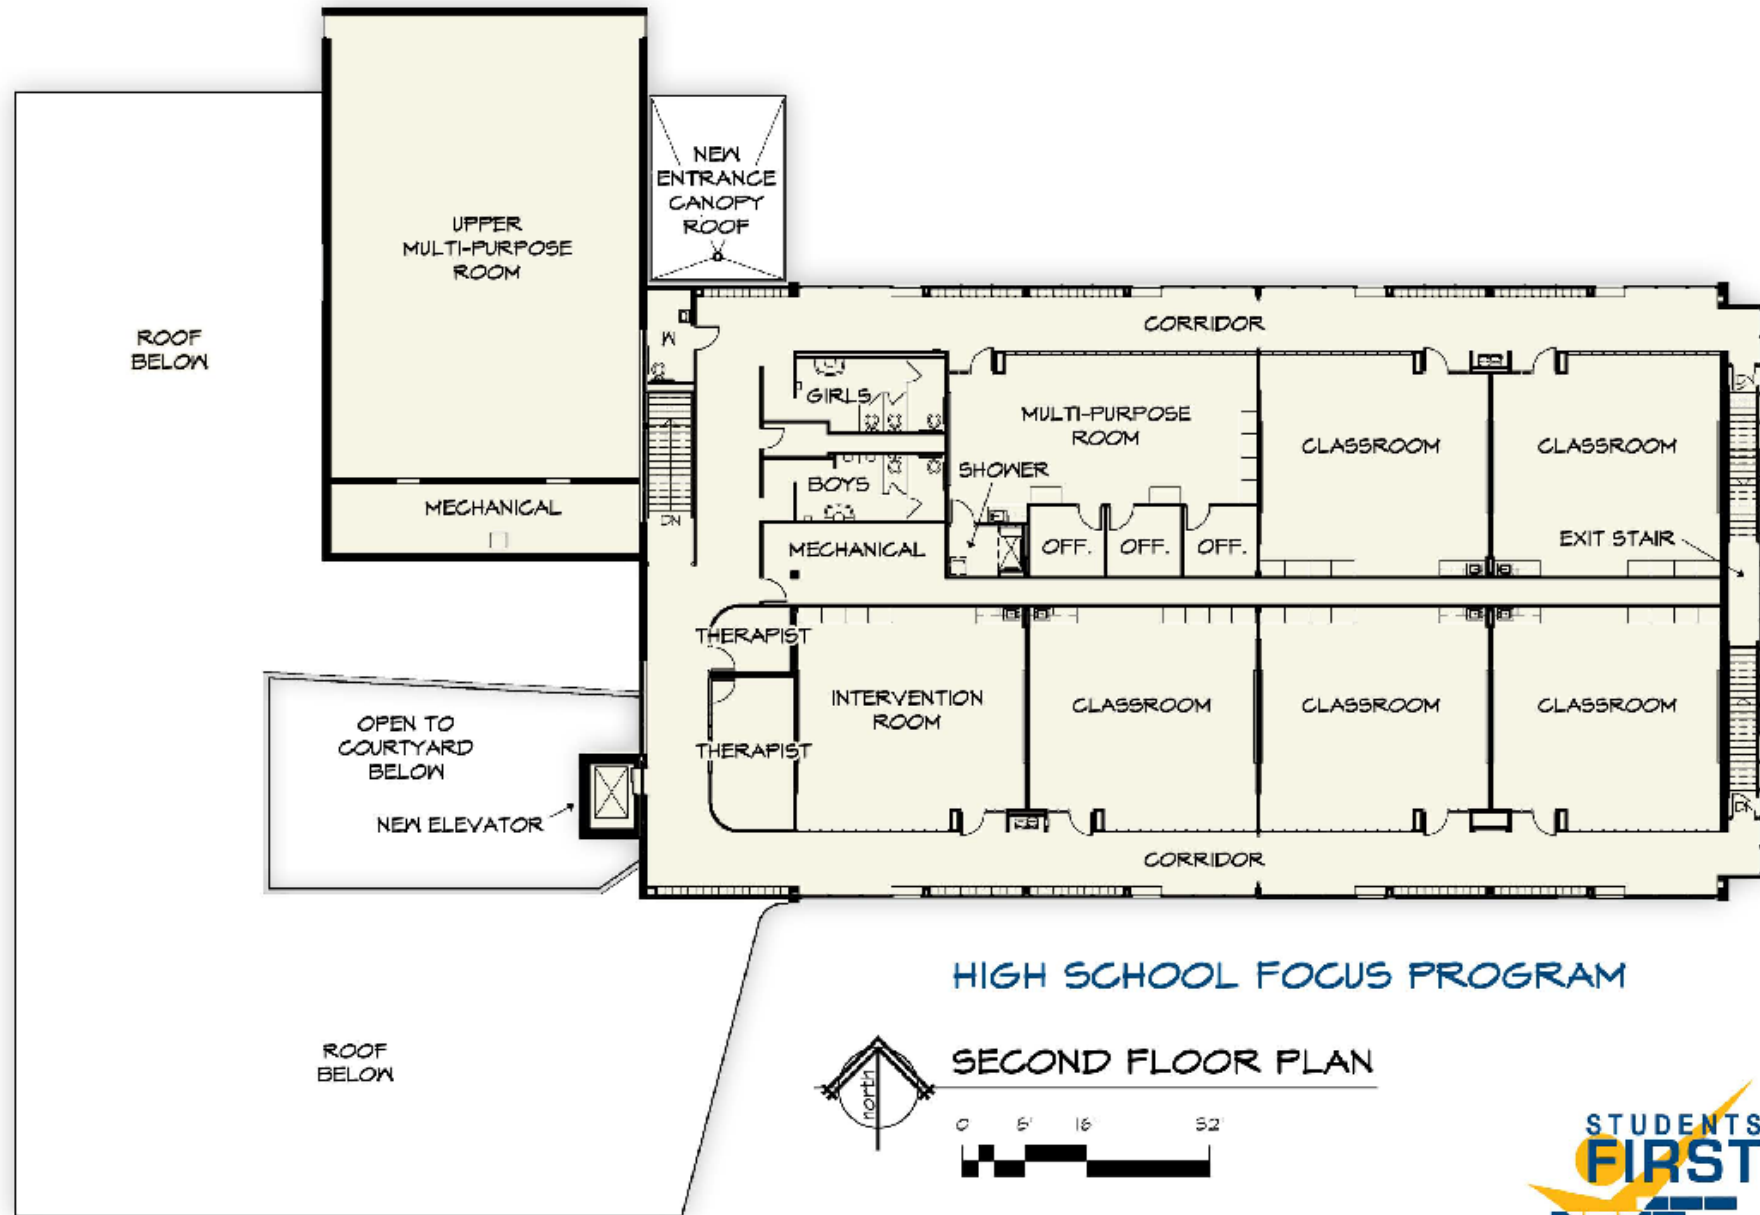 NEW
ENTRANCE
CANOPY
ROOF
UPPER
MULTI-PURPOSE
ROOM
ROOF
BELOW
CORRIDOR
W
GIRLS
MULTI-PURPOSE
ROOM
CLASSROOM
CLASSROOM
DN
SHOWER
BOYS
MECHANICAL
DN
MECHANICAL
OFF.
OFF.
OFF.
EXIT STAIR
THERAPIST
INTERVENTION
ROOM
CLASSROOM
CLASSROOM
CLASSROOM
OPEN TO
COURTYARD
BELOW
THERAPIST
NEW ELEVATOR
DN
CORRIDOR
HIGH SCHOOL FOCUS PROGRAM
ROOF
BELOW
north
SECOND FLOOR PLAN
0 16' 32'
STUDENTS
FIRST